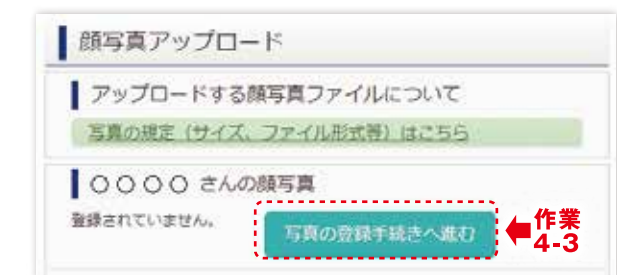 顔写真アップロード
アップロードする顔写真ファイルについて
写真の規定（サイズ、ファイル形式等）はこちら
〇〇〇〇 さんの顔写真
登録されていません。
写真の登録手続きへ進む
作業
4-3